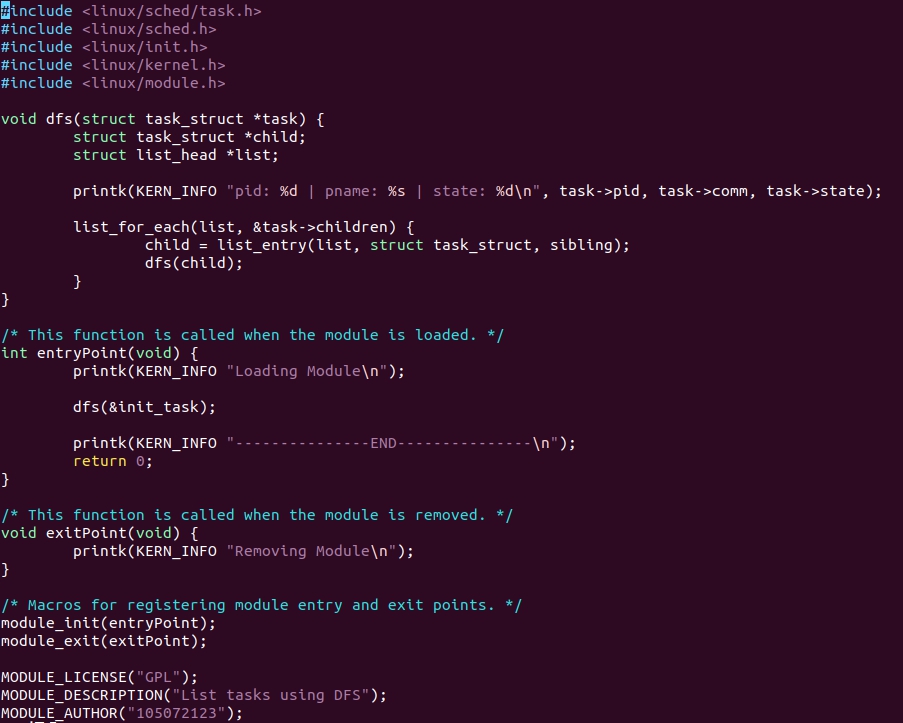 #include <linux/sched/task.h>
#include <linux/sched.h>
#include <linux/init.h>
#include <linux/kernel.h>
#include <linux/module.h>

void dfs(struct task_struct *task) {
        struct task_struct *child;
        struct list_head *list;

        printk(KERN_INFO "pid: %d | pname: %s | state: %d\n", task->pid, task->comm, task->state);

        list_for_each(list, &task->children) {
                child = list_entry(list, struct task_struct, sibling);
                dfs(child);
        }
}

/* This function is called when the module is loaded. */
int entryPoint(void) {
        printk(KERN_INFO "Loading Module\n");

        dfs(&init_task);

        printk(KERN_INFO "---------------END---------------\n");
        return 0;
}

/* This function is called when the module is removed. */
void exitPoint(void) {
        printk(KERN_INFO "Removing Module\n");
}

/* Macros for registering module entry and exit points. */
module_init(entryPoint);
module_exit(exitPoint);

MODULE_LICENSE("GPL");
MODULE_DESCRIPTION("List tasks using DFS");
MODULE_AUTHOR("105072123");